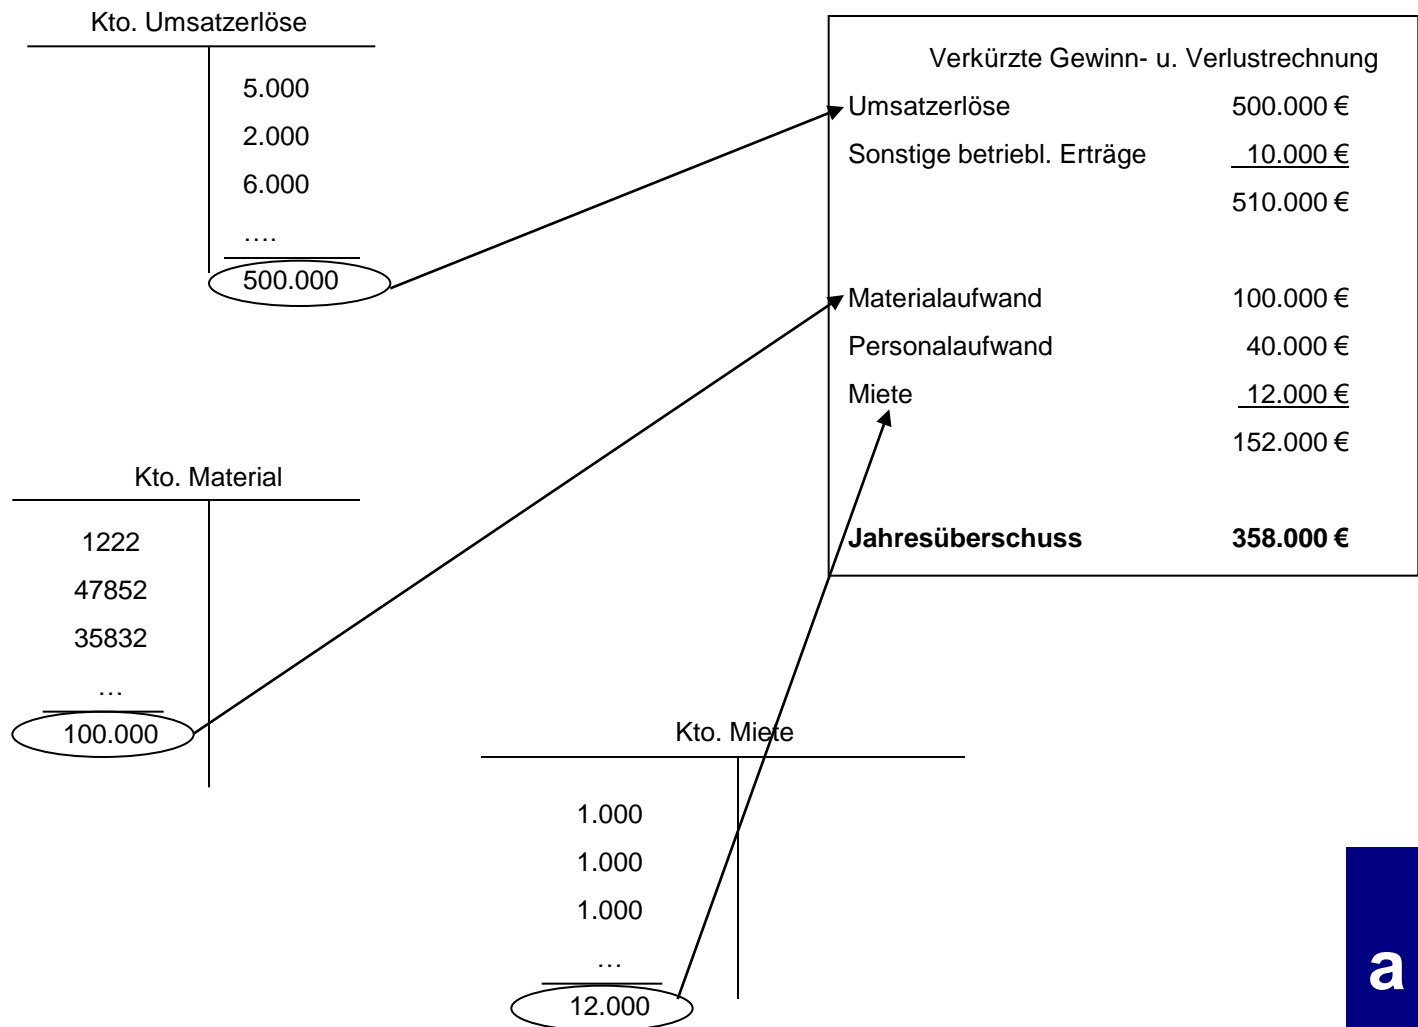 Kto. Umsatzerlöse
5.000
2.000
6.000
….
500.000
Verkürzte Gewinn- u. Verlustrechnung
Umsatzerlöse 500.000 €
Sonstige betriebl. Erträge 10.000 €
510.000 €
Materialaufwand 100.000 €
Personalaufwand 40.000 €
Miete 12.000 €
152.000 €
Jahresüberschuss 358.000 €
Kto. Material
1222
47852
35832
…
100.000
Kto. Miete
1.000
1.000
1.000
…
12.000
a